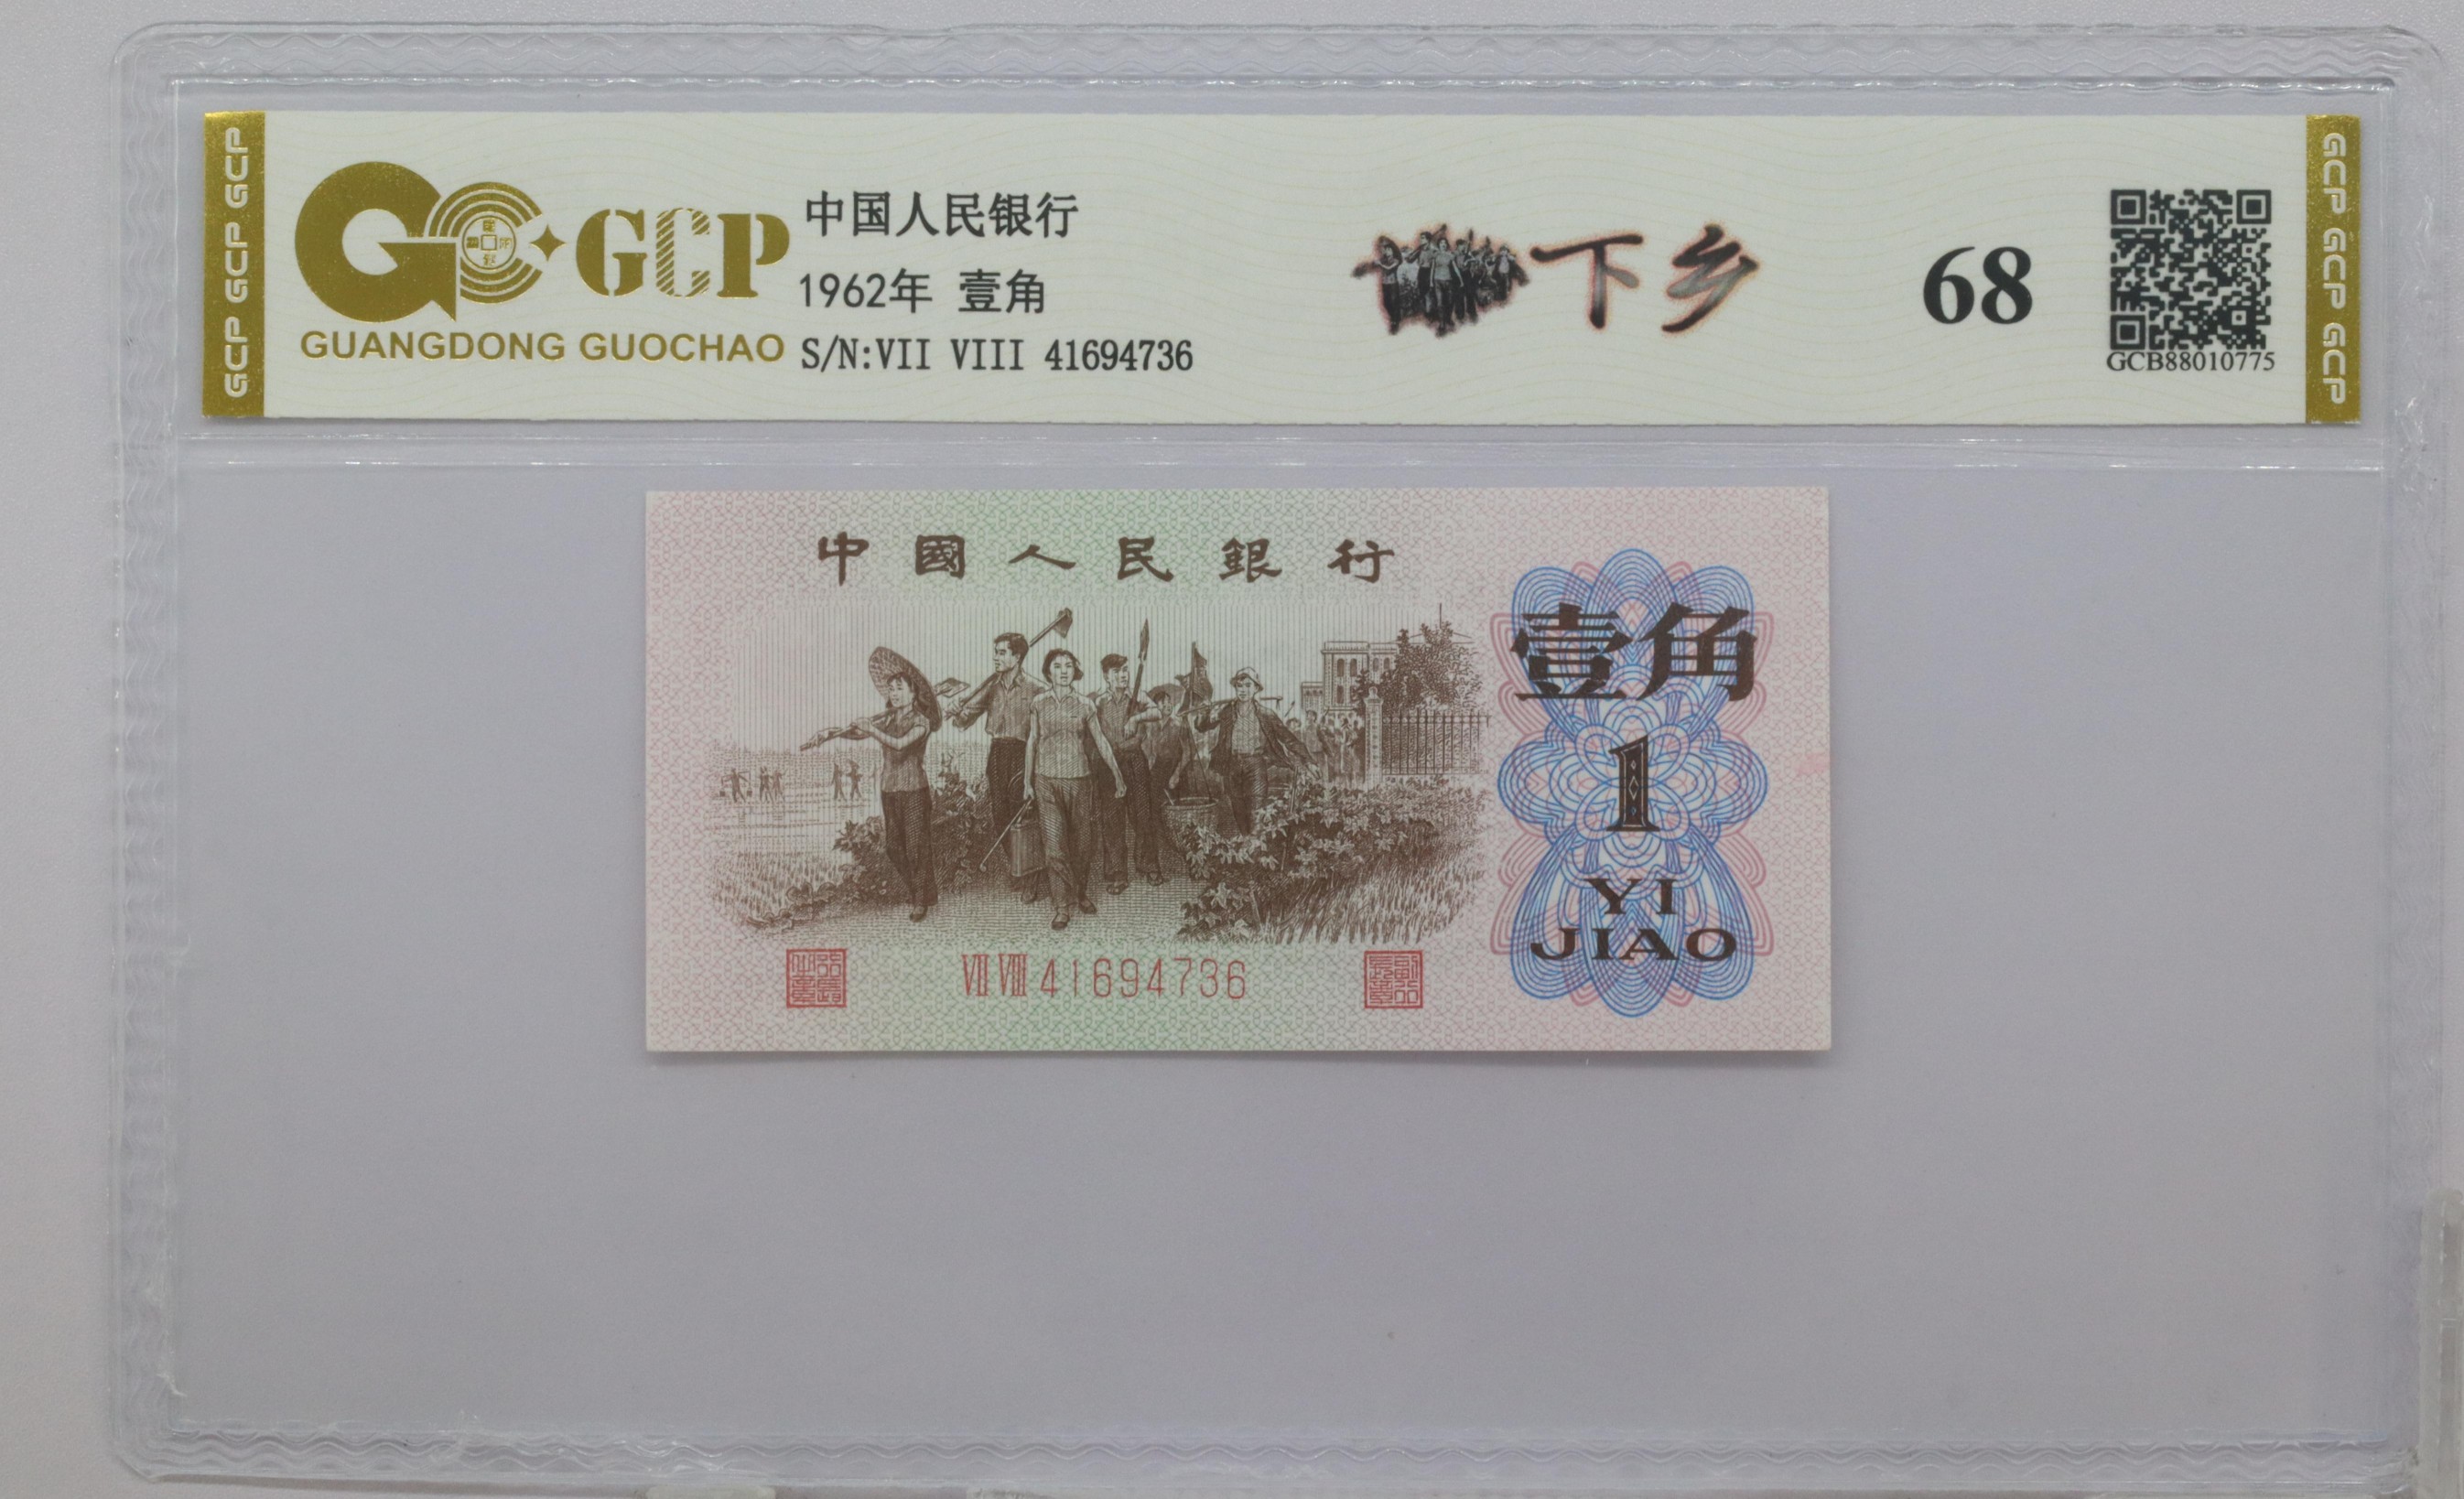 GCP GCP GCP
GCP
GUANGDONG GUOCHAO
中国人民银行
1962年 壹角
S/N:VII VIII 41694736
下乡
68
GCB88010775
GCP GCP GCP
中國人民銀行
壹角
1
YI
JIAO
VII VIII 41694736